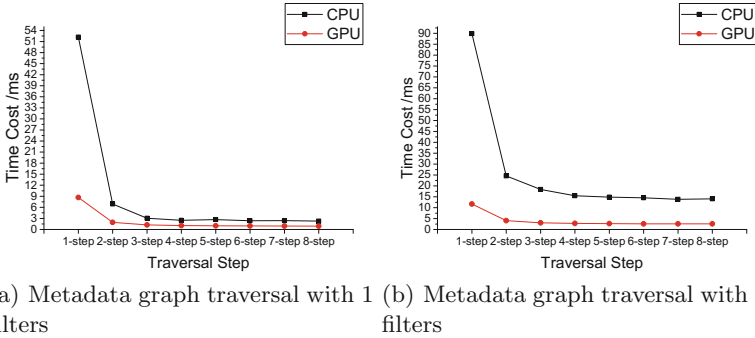 CPU
GPU
54
51
48
45
42
39
36
33
30
27
24
21
18
15
12
9
6
3
0
Time Cost /ms
1-step 2-step 3-step 4-step 5-step 6-step 7-step 8-step
Traversal Step
a) Metadata graph traversal with 1
ilters
CPU
GPU
90
85
80
75
70
65
60
55
50
45
40
35
30
25
20
15
10
5
0
Time Cost /ms
1-step 2-step 3-step 4-step 5-step 6-step 7-step 8-step
Traversal Step
(b) Metadata graph traversal with
filters